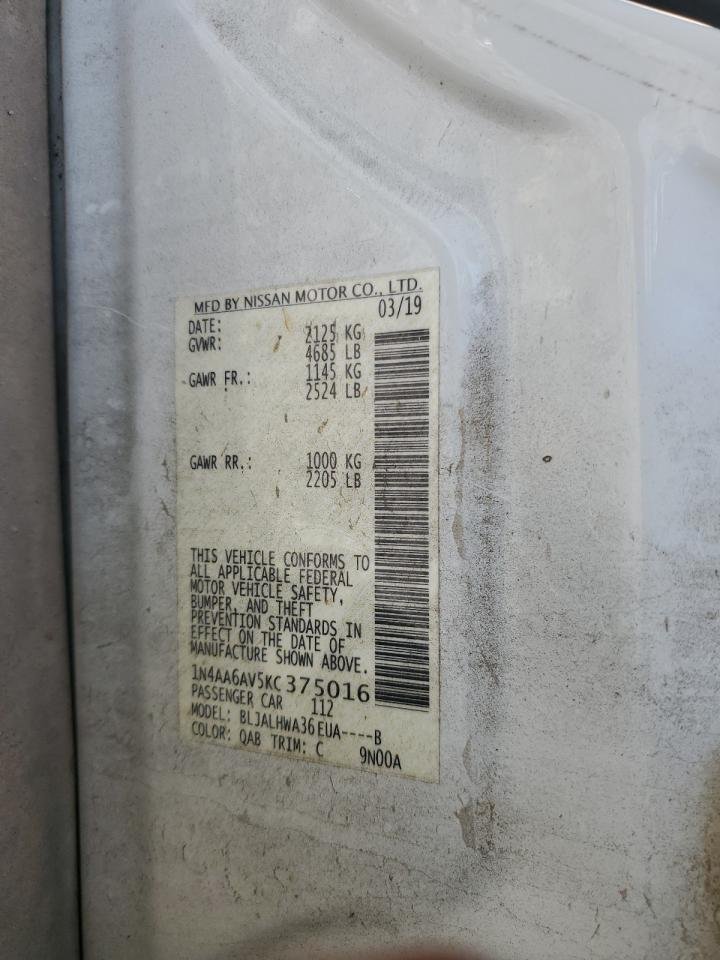 MFD BY NISSAN MOTOR CO., LTD.
DATE: 03/19
GVWR: 2125 KG
4685 LB
GAWR FR.: 1145 KG
2524 LB
GAWR RR.: 1000 KG
2205 LB
THIS VEHICLE CONFORMS TO
ALL APPLICABLE FEDERAL
MOTOR VEHICLE SAFETY,
BUMPER, AND THEFT
PREVENTION STANDARDS IN
EFFECT ON THE DATE OF
MANUFACTURE SHOWN ABOVE.
1N4AA6AV5KC375016
PASSENGER CAR 112
MODEL: BLJALHWA36EUA----B
COLOR: QAB TRIM: C 9N00A